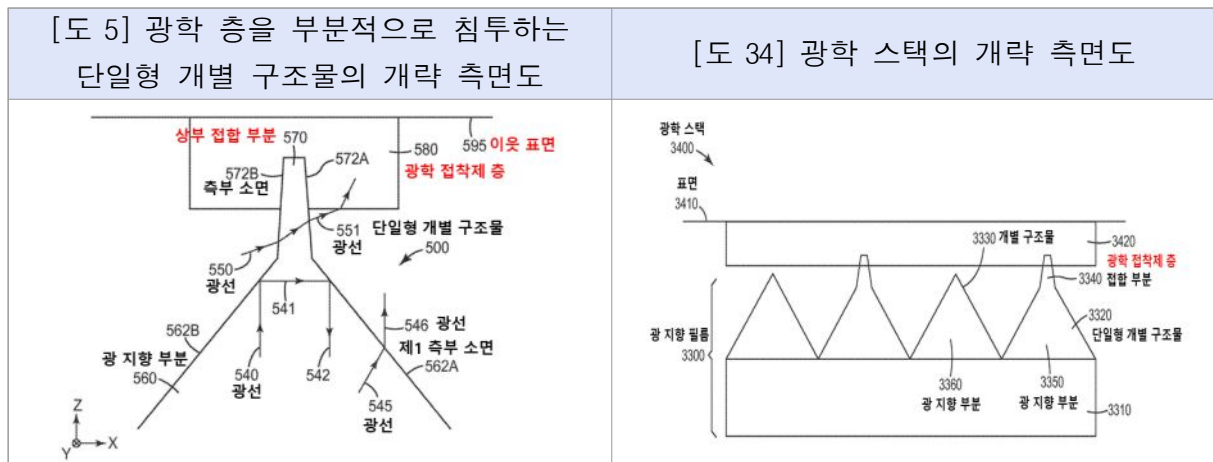 [도 5] 광학 층을 부분적으로 침투하는
단일형 개별 구조물의 개략 측면도
[도 34] 광학 스택의 개략 측면도
상부 접합 부분 570
595 이웃 표면
580
광학 접착제 층
572B
572A
측부 소면
551 단일형 개별 구조물
광선
500
550
광선
541
562B
광 지향 부분
560
540
광선
542
546 광선
제1 측부 소면
562A
545
광선
Z
Y
X
광학 스택
3400
표면
3410
3420
광학 접착제 층
3330 개별 구조물
3340 접합 부분
3320
단일형 개별 구조물
광 지향 필름
3300
3360
광 지향 부분
3350
광 지향 부분
3310